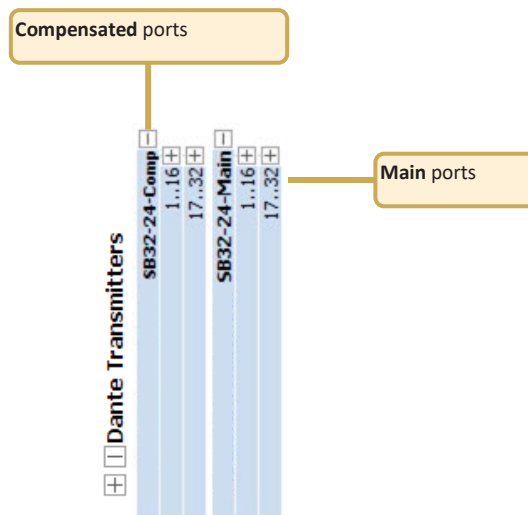 Compensated ports
SB32-24-Comp
1..16
17..32
SB32-24-Main
1..16
17..32
Main ports
Dante Transmitters